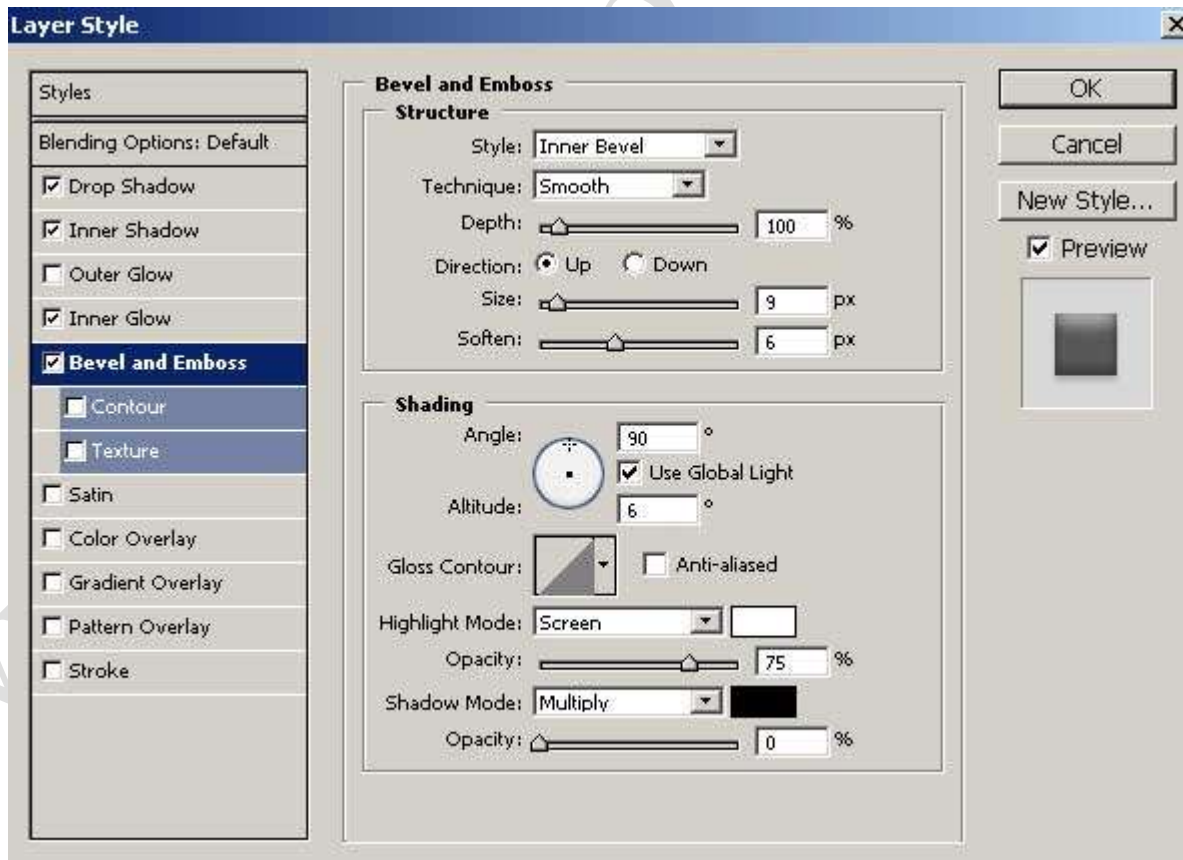 Layer Style
Styles
Blending Options: Default
Drop Shadow
Inner Shadow
Outer Glow
Inner Glow
Bevel and Emboss
Contour
Texture
Satin
Color Overlay
Gradient Overlay
Pattern Overlay
Stroke
Bevel and Emboss
Structure
Style: Inner Bevel
Technique: Smooth
Depth: 100 %
Direction: Up Down
Size: 9 px
Soften: 6 px
Shading
Angle: 90 °
Use Global Light
Altitude: 6 °
Gloss Contour: Anti-aliased
Highlight Mode: Screen
Opacity: 75 %
Shadow Mode: Multiply
Opacity: 0 %
OK
Cancel
New Style...
Preview